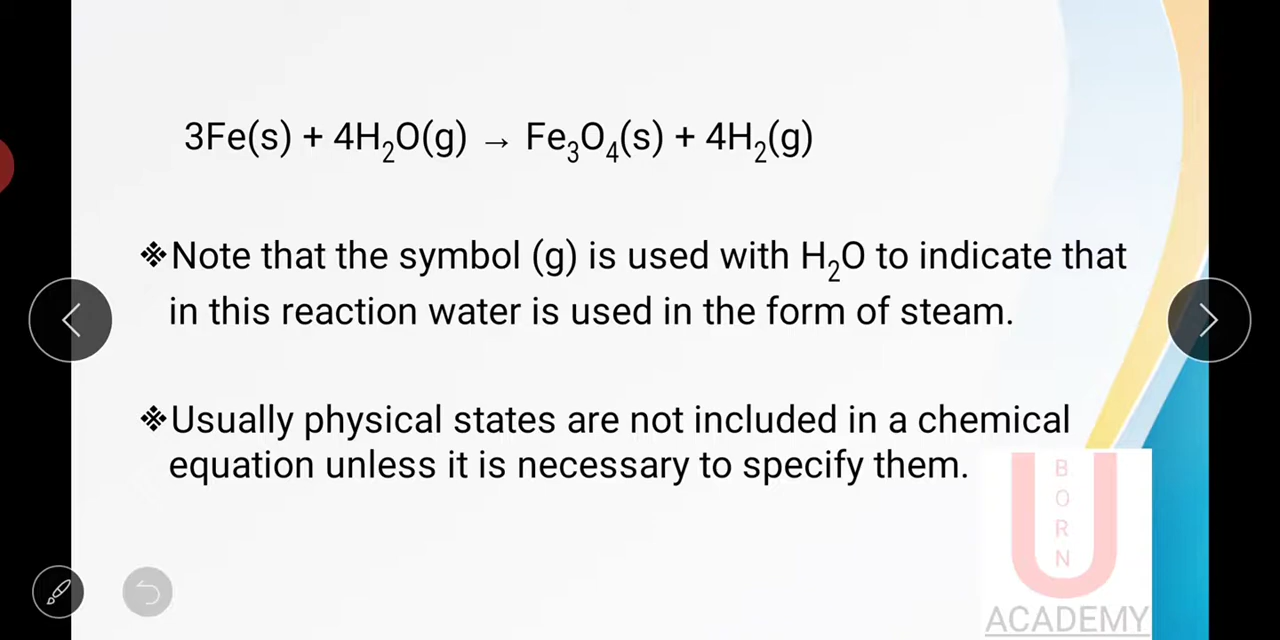 3Fe(s) + 4H₂O(g) → Fe₃O₄(s) + 4H₂(g)
❖Note that the symbol (g) is used with H₂O to indicate that
in this reaction water is used in the form of steam.
❖Usually physical states are not included in a chemical
equation unless it is necessary to specify them.
U
BORN
ACADEMY